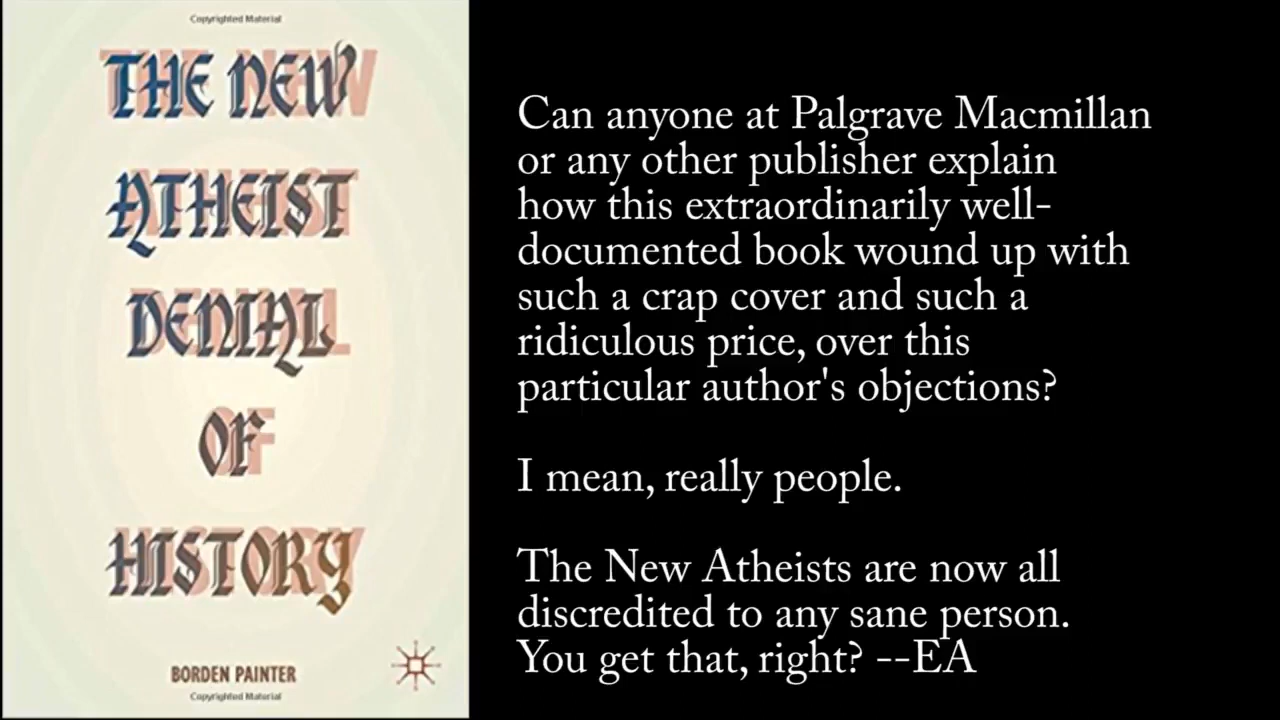 Copyrighted Material
THE NEW
ATHEIST
DENIAL
OF
HISTORY
BORDEN PAINTER
Copyrighted Material
Can anyone at Palgrave Macmillan
or any other publisher explain
how this extraordinarily well-
documented book wound up with
such a crap cover and such a
ridiculous price, over this
particular author's objections?
I mean, really people.
The New Atheists are now all
discredited to any sane person.
You get that, right? --EA